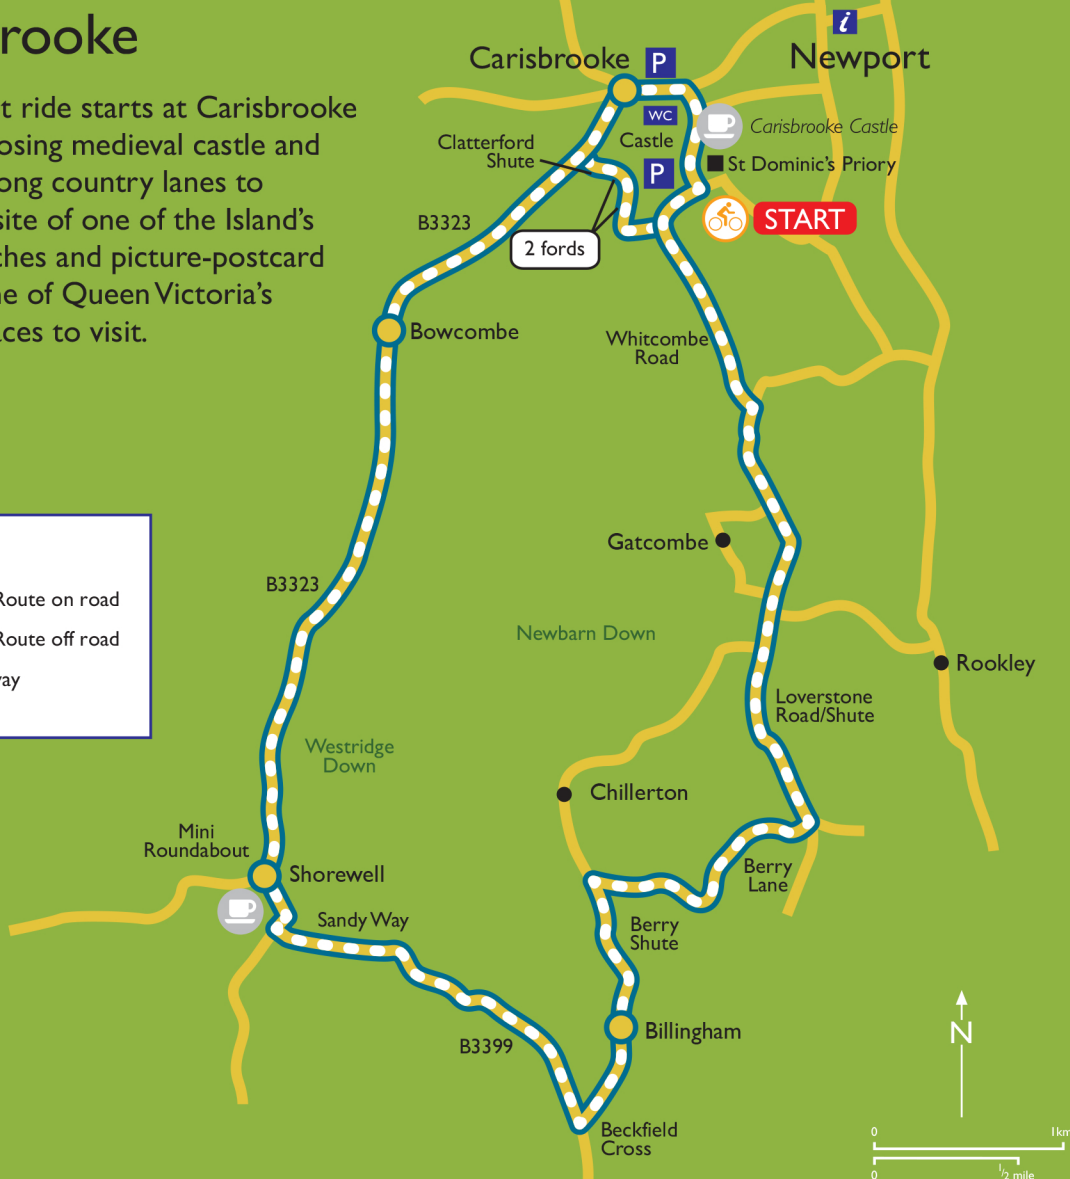 rooke
t ride starts at Carisbrooke
osing medieval castle and
ong country lanes to
site of one of the Island's
ches and picture-postcard
ne of Queen Victoria's
ces to visit.
Route on road
Route off road
ay
Carisbrooke
P
i
Newport
WC
Castle
Carisbrooke Castle
Clatterford
Shute
P
St Dominic's Priory
START
B3323
2 fords
Bowcombe
Whitcombe
Road
Gatcombe
B3323
Newbarn Down
Rookley
Loverstone
Road/Shute
Westridge
Down
Chillerton
Mini
Roundabout
Shorewell
Berry
Lane
Sandy Way
Berry
Shute
Billingham
B3399
N
Beckfield
Cross
0
1km
0
1/2 mile